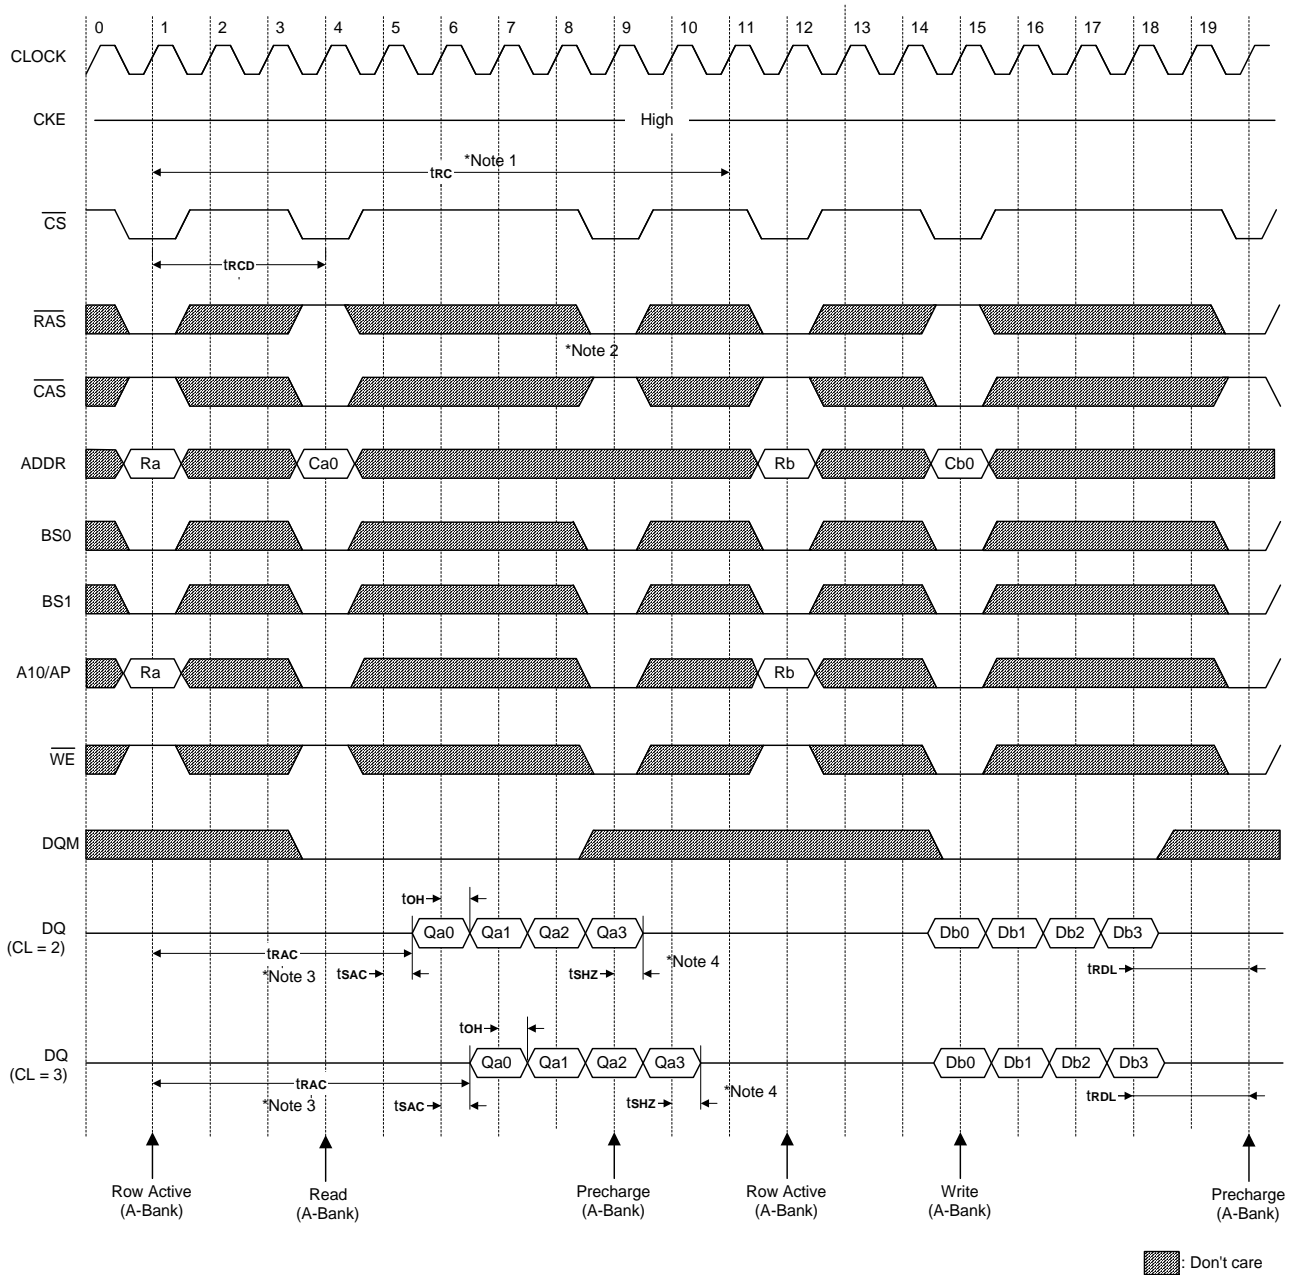 0 1 2 3 4 5 6 7 8 9 10 11 12 13 14 15 16 17 18 19
CLOCK
CKE High
*Note 1
tRC
CS
tRCD
RAS
*Note 2
CAS
ADDR Ra Ca0 Rb Cb0
BS0
BS1
A10/AP Ra Rb
WE
DQM
tOH
DQ
(CL = 2)
Qa0 Qa1 Qa2 Qa3 Db0 Db1 Db2 Db3
tRAC
*Note 3
tSAC
tSHZ
*Note 4
tRDL
tOH
DQ
(CL = 3)
Qa0 Qa1 Qa2 Qa3 Db0 Db1 Db2 Db3
tRAC
*Note 3
tSAC
tSHZ
*Note 4
tRDL
Row Active
(A-Bank)
Read
(A-Bank)
Precharge
(A-Bank)
Row Active
(A-Bank)
Write
(A-Bank)
Precharge
(A-Bank)
: Don't care